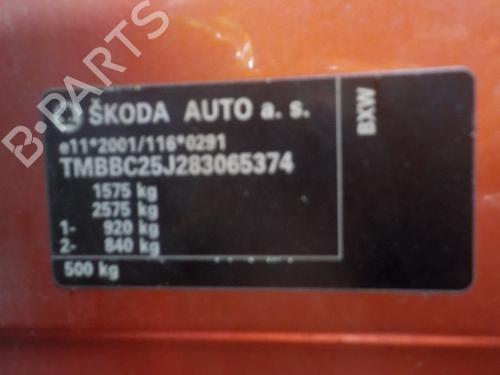 ŠKODA AUTO a. s.
e11*2001/116*0291
TMBBC25J283065374
1575 kg
2575 kg
1- 920 kg
2- 840 kg
500 kg
BXW